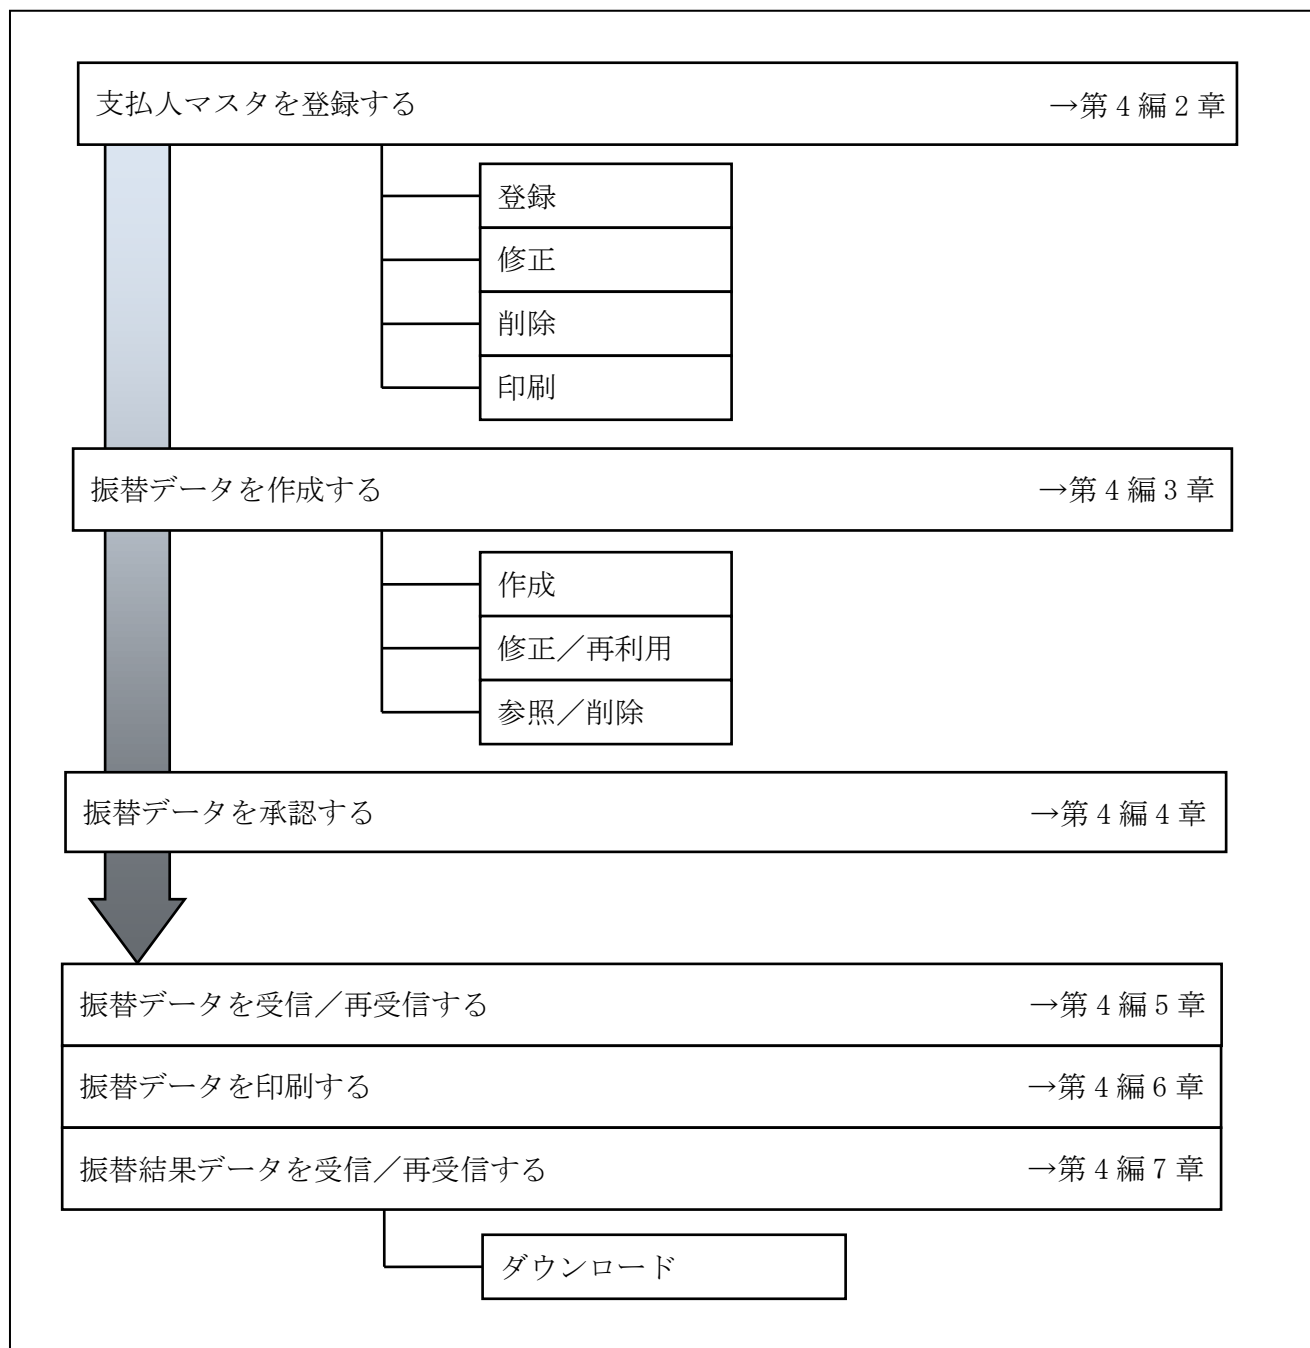 支払人マスタを登録する →第４編２章
登録
修正
削除
印刷
振替データを作成する →第４編３章
作成
修正／再利用
参照／削除
振替データを承認する →第４編４章
振替データを受信／再受信する →第４編５章
振替データを印刷する →第４編６章
振替結果データを受信／再受信する →第４編７章
ダウンロード